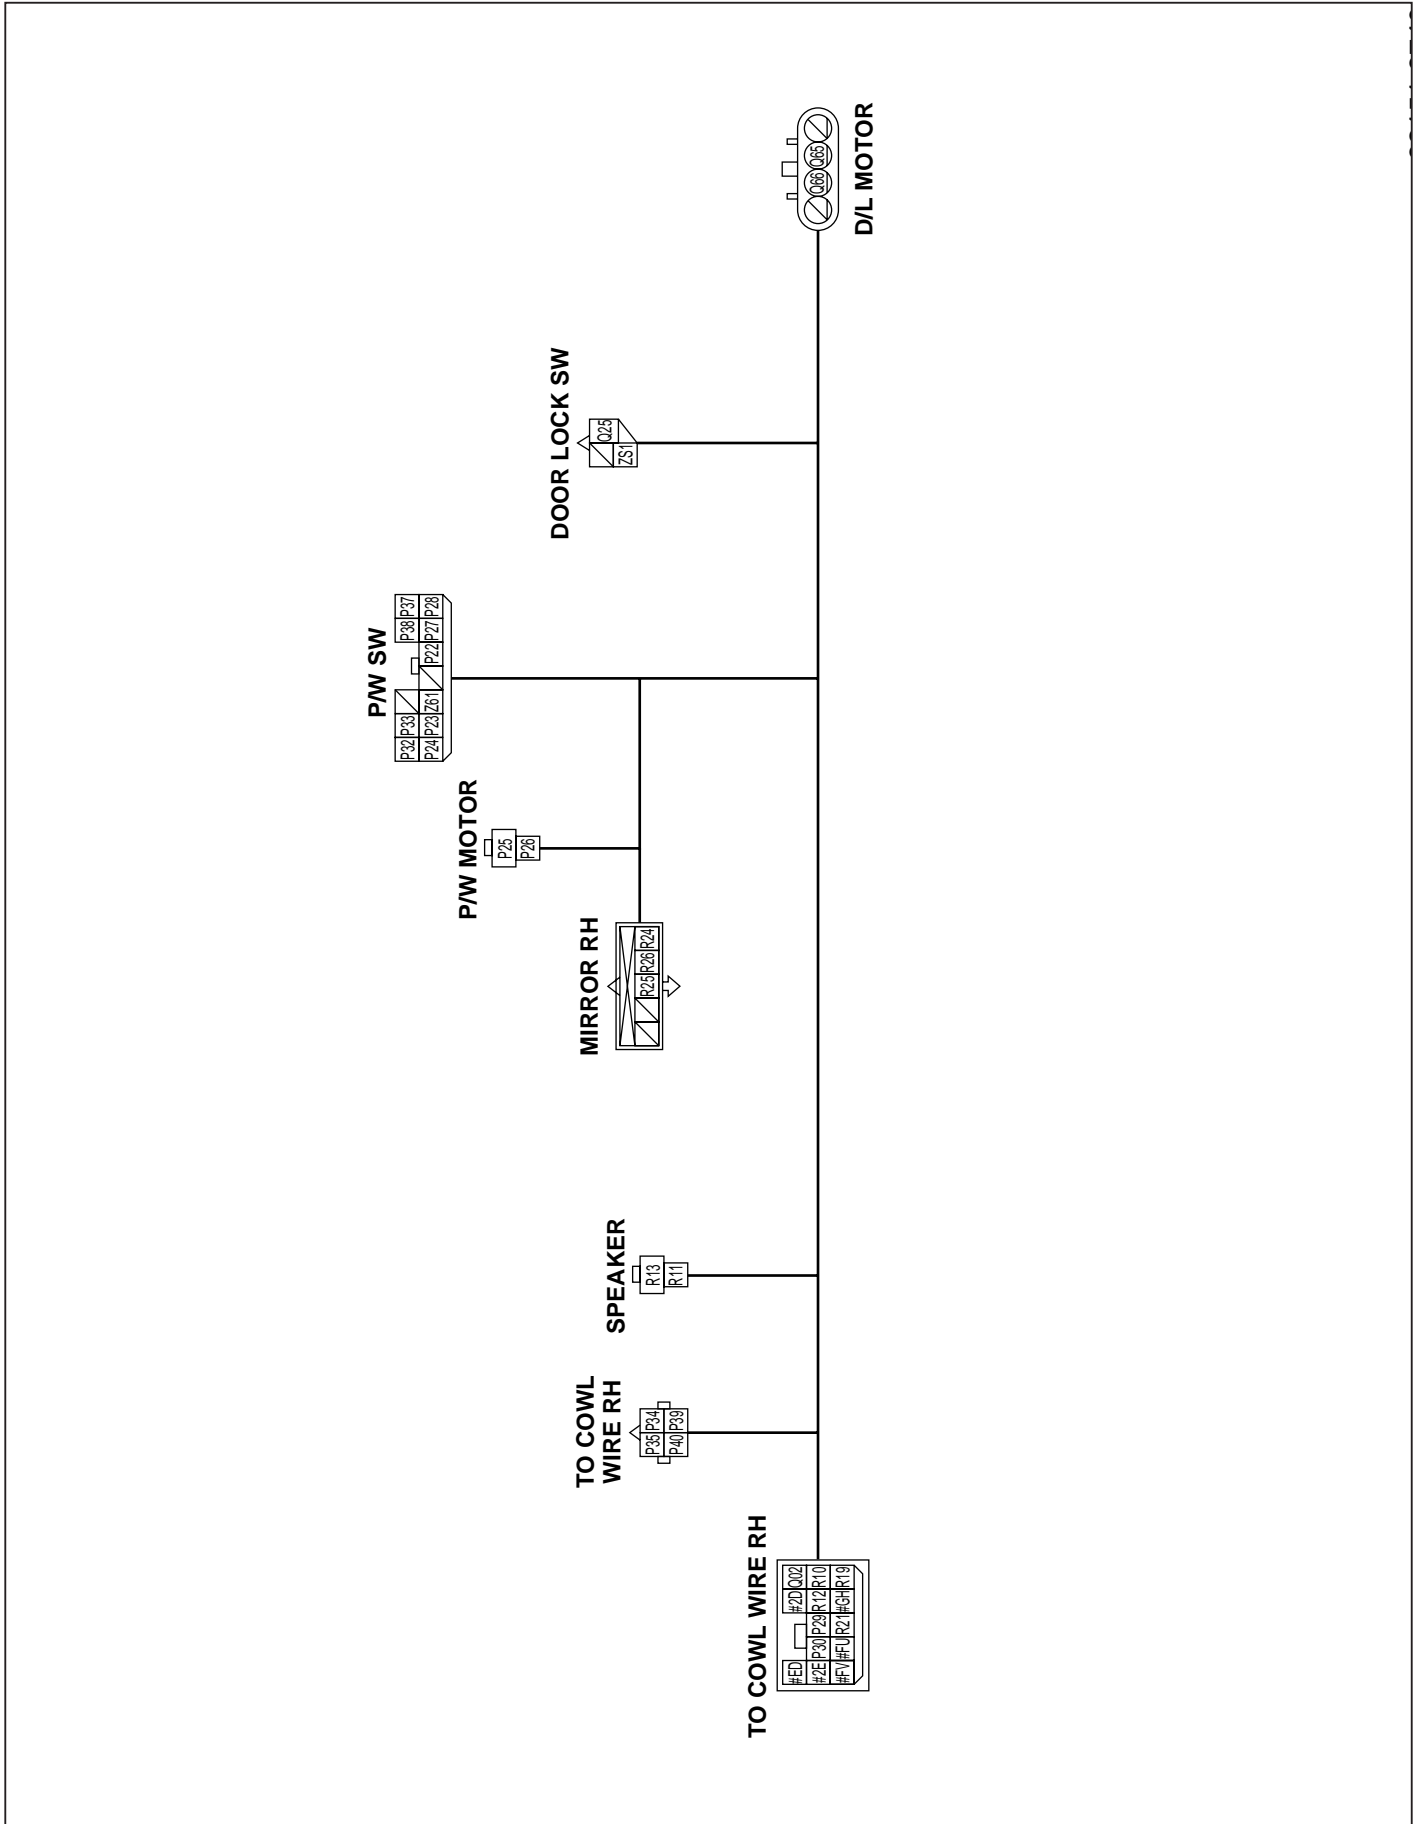 D/L MOTOR
Q66 Q65
DOOR LOCK SW
Q25
ZS1
P/W SW
P32 P33 P38 P37
P24 P23 Z61 P22 P27 P28
P/W MOTOR
P25
P26
MIRROR RH
R25 R26 R24
SPEAKER
R13
R11
TO COWL
WIRE RH
P35 P34
P40 P39
TO COWL WIRE RH
#ED #2D Q02
#2E P30 P29 R12 R10
#FV #FU R21 #GH R19